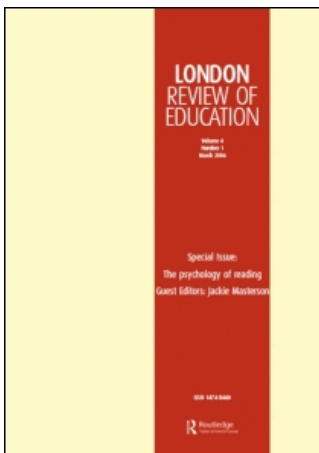 LONDON
REVIEW OF
EDUCATION
Volume 4
Number 1
March 2006
Special Issue:
The psychology of reading
Guest Editors: Jackie Masterson
ISSN 1474-8460
Routledge